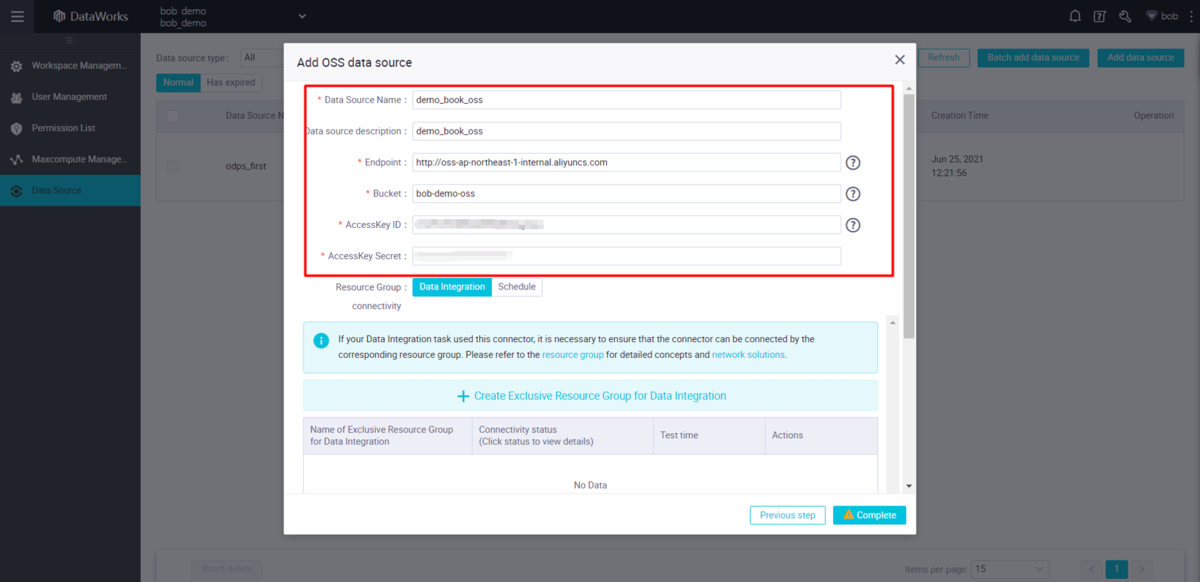 DataWorks
bob_demo
bob_demo
bob
Workspace Managem...
User Management
Permission List
Maxcompute Manage...
Data Source
Data source type :
All
Refresh
Batch add data source
Add data source
Normal
Has expired
Data Source N
Creation Time
Operation
odps_first
Jun 25, 2021
12:21:56
Add OSS data source
* Data Source Name :
demo_book_oss
Data source description :
demo_book_oss
* Endpoint :
http://oss-ap-northeast-1-internal.aliyuncs.com
* Bucket :
bob-demo-oss
* AccessKey ID :
* AccessKey Secret :
Resource Group :
connectivity
Data Integration
Schedule
If your Data Integration task used this connector, it is necessary to ensure that the connector can be connected by the
corresponding resource group. Please refer to the resource group for detailed concepts and network solutions.
Create Exclusive Resource Group for Data Integration
Name of Exclusive Resource Group
for Data Integration
Connectivity status
(Click status to view details)
Test time
Actions
No Data
Previous step
Complete
Batch delete
Items per page:
15
1